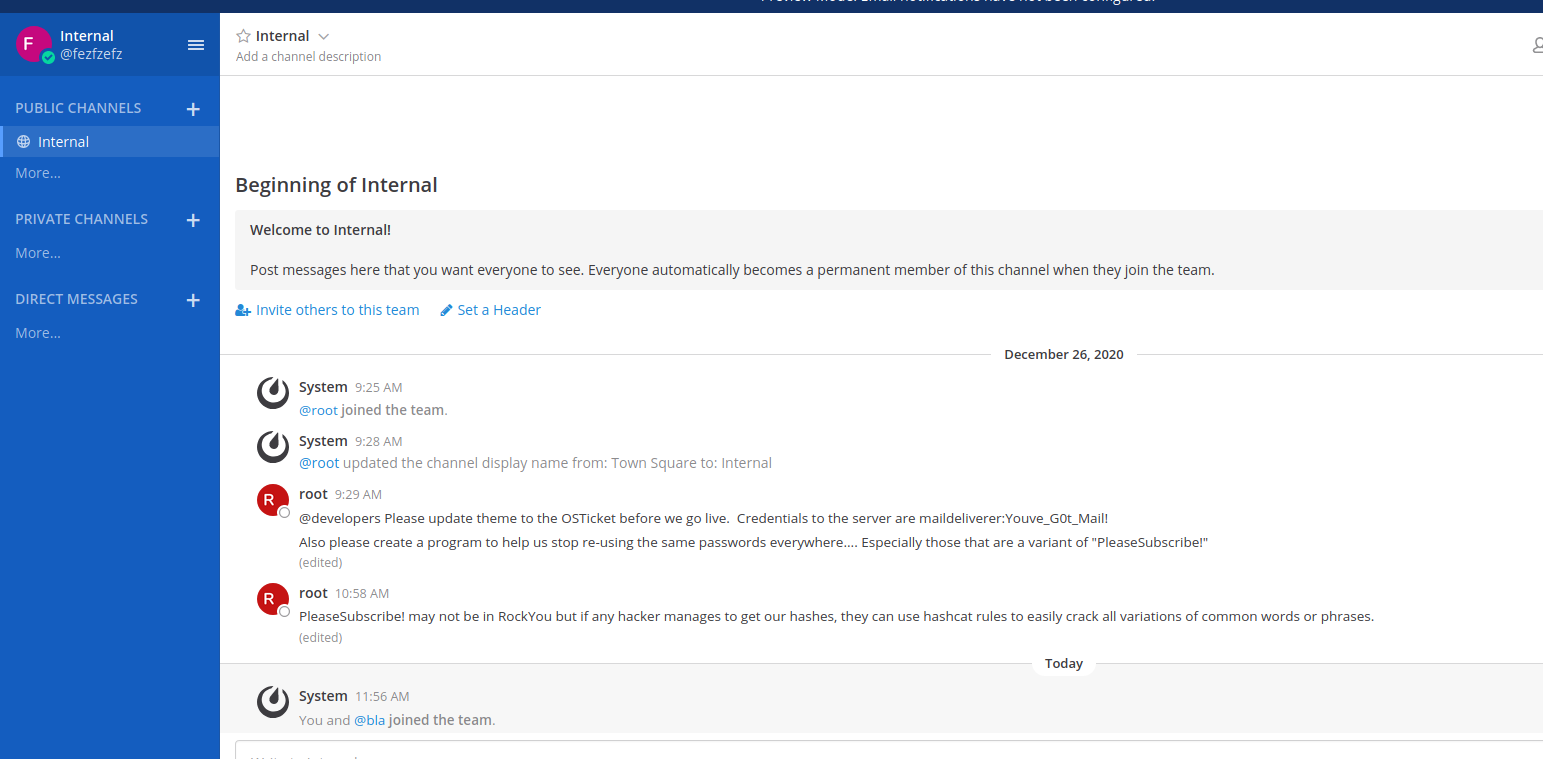 Preview Mode: Email notifications have not been configured.
F
Internal
@fezfzefz
PUBLIC CHANNELS
Internal
More...
PRIVATE CHANNELS
More...
DIRECT MESSAGES
More...
Internal
Add a channel description
Beginning of Internal
Welcome to Internal!
Post messages here that you want everyone to see. Everyone automatically becomes a permanent member of this channel when they join the team.
Invite others to this team Set a Header
December 26, 2020
System 9:25 AM
@root joined the team.
System 9:28 AM
@root updated the channel display name from: Town Square to: Internal
R
root 9:29 AM
@developers Please update theme to the OSTicket before we go live.  Credentials to the server are maildeliverer:Youve_G0t_Mail!
Also please create a program to help us stop re-using the same passwords everywhere.... Especially those that are a variant of "PleaseSubscribe!"
(edited)
R
root 10:58 AM
PleaseSubscribe! may not be in RockYou but if any hacker manages to get our hashes, they can use hashcat rules to easily crack all variations of common words or phrases.
(edited)
Today
System 11:56 AM
You and @bla joined the team.